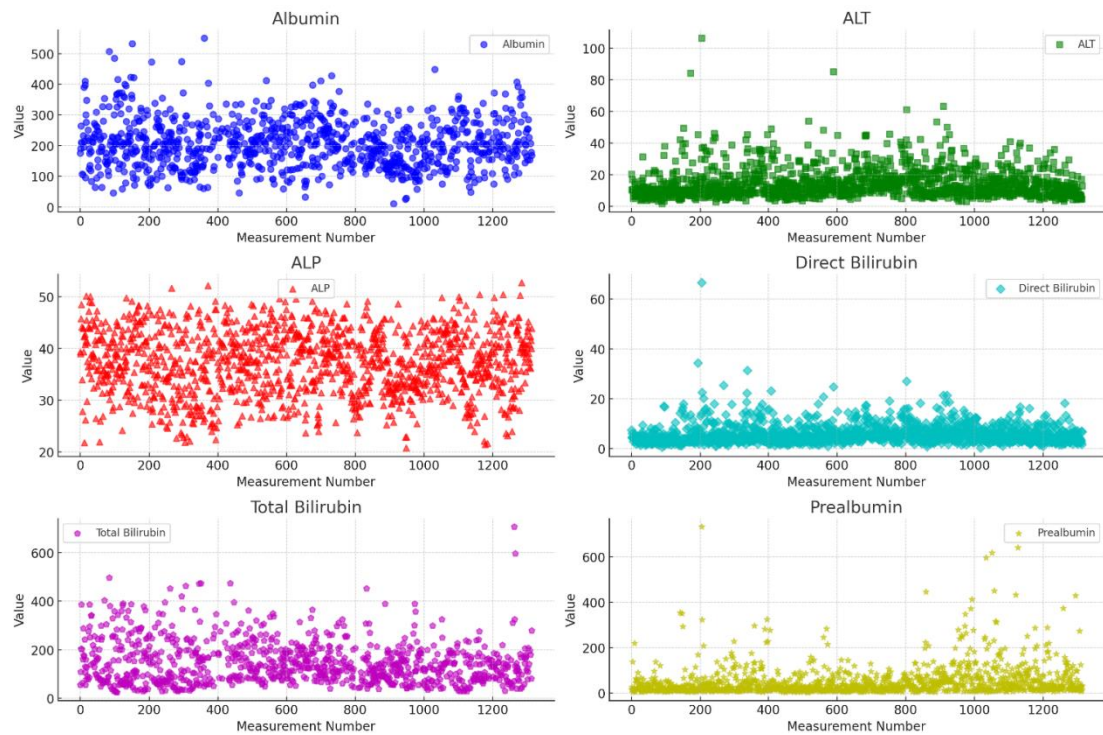 Albumin
Albumin
500
400
300
200
100
0
Value
0 200 400 600 800 1000 1200
Measurement Number
ALT
ALT
100
80
60
40
20
0
Value
0 200 400 600 800 1000 1200
Measurement Number
ALP
ALP
50
40
30
20
Value
0 200 400 600 800 1000 1200
Measurement Number
Direct Bilirubin
Direct Bilirubin
60
40
20
0
Value
0 200 400 600 800 1000 1200
Measurement Number
Total Bilirubin
Total Bilirubin
600
400
200
0
Value
0 200 400 600 800 1000 1200
Measurement Number
Prealbumin
Prealbumin
600
400
200
0
Value
0 200 400 600 800 1000 1200
Measurement Number